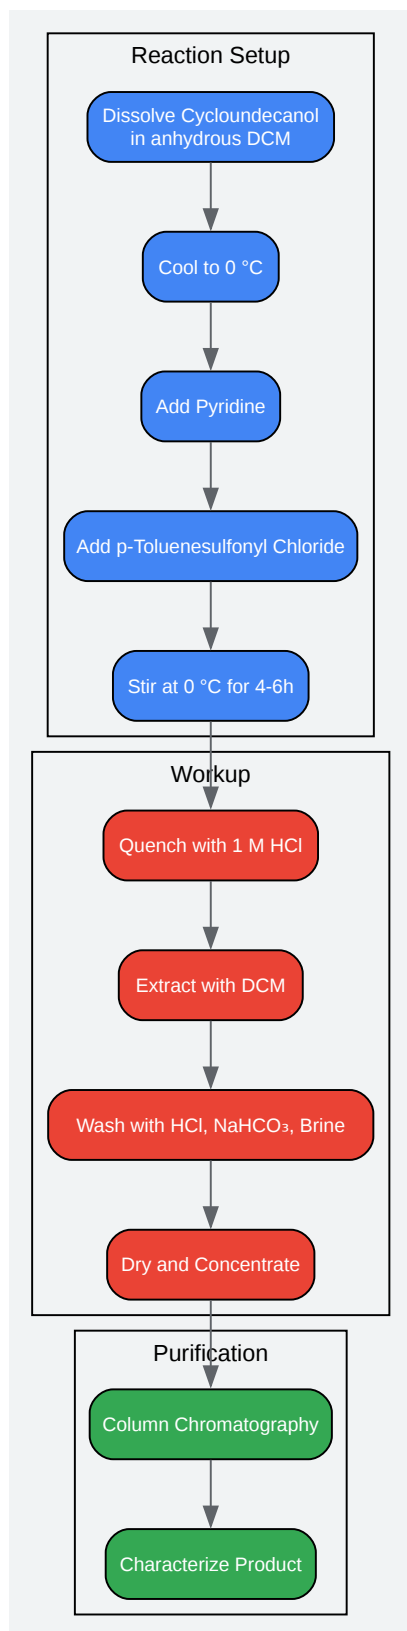 Reaction Setup
Dissolve Cycloundecanol
in anhydrous DCM
Cool to 0 °C
Add Pyridine
Add p-Toluenesulfonyl Chloride
Stir at 0 °C for 4-6h
Workup
Quench with 1 M HCl
Extract with DCM
Wash with HCl, NaHCO₃, Brine
Dry and Concentrate
Purification
Column Chromatography
Characterize Product